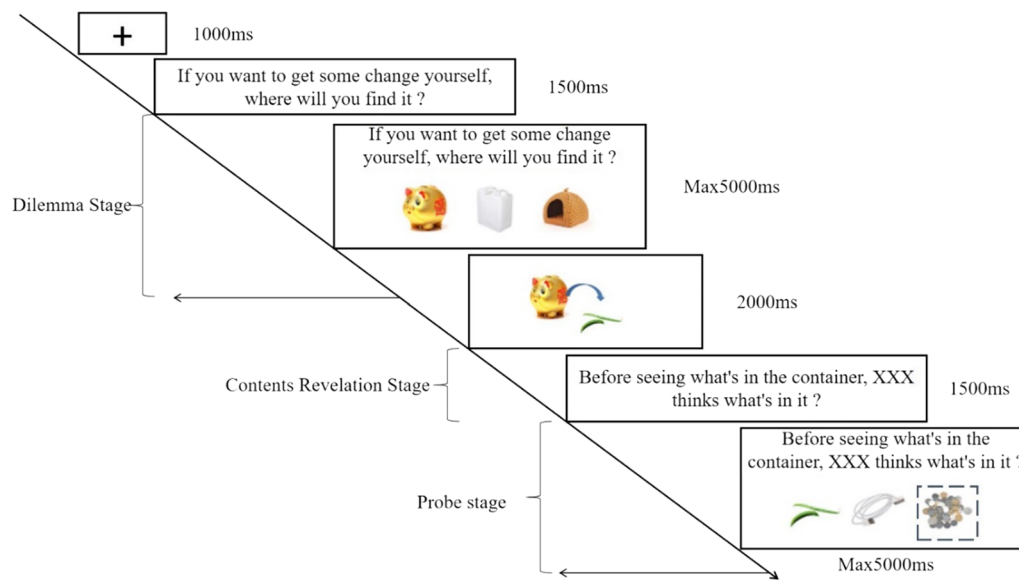 +
1000ms
If you want to get some change yourself,
where will you find it ?
1500ms
If you want to get some change
yourself, where will you find it ?
Max5000ms
Dilemma Stage
2000ms
Contents Revelation Stage
Before seeing what's in the container, XXX
thinks what's in it ?
1500ms
Before seeing what's in the
container, XXX thinks what's in it ?
Probe stage
Max5000ms